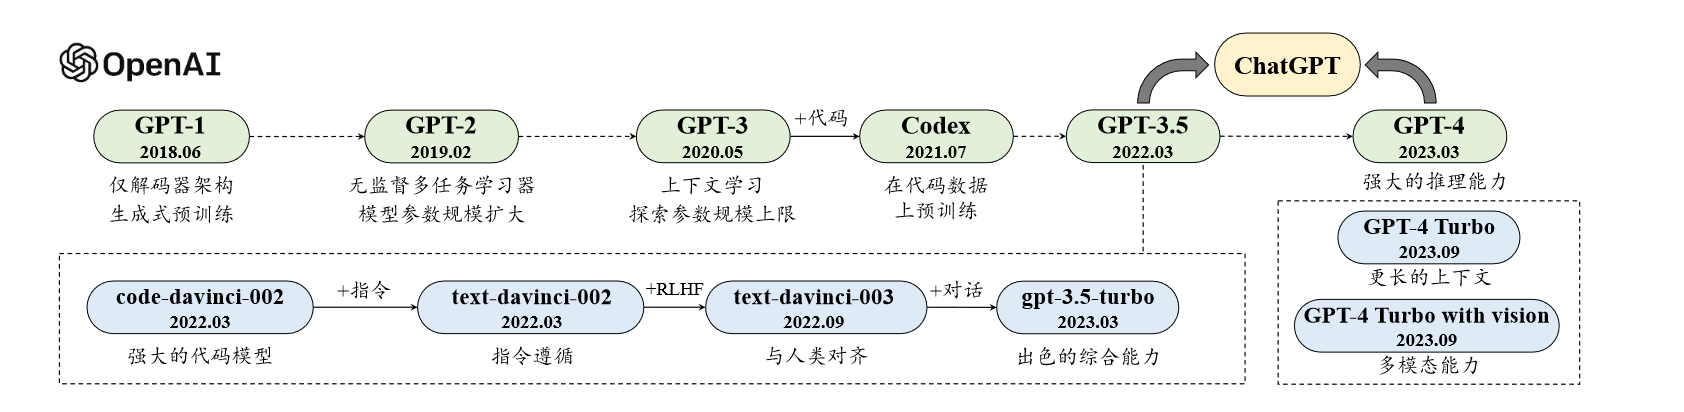 OpenAI
ChatGPT
GPT-1
2018.06
仅解码器架构
生成式预训练
GPT-2
2019.02
无监督多任务学习器
模型参数规模扩大
GPT-3
2020.05
上下文学习
探索参数规模上限
+代码
Codex
2021.07
在代码数据
上预训练
GPT-3.5
2022.03
GPT-4
2023.03
强大的推理能力
GPT-4 Turbo
2023.09
更长的上下文
GPT-4 Turbo with vision
2023.09
多模态能力
code-davinci-002
2022.03
强大的代码模型
+指令
text-davinci-002
2022.03
指令遵循
+RLHF
text-davinci-003
2022.09
与人类对齐
+对话
gpt-3.5-turbo
2023.03
出色的综合能力